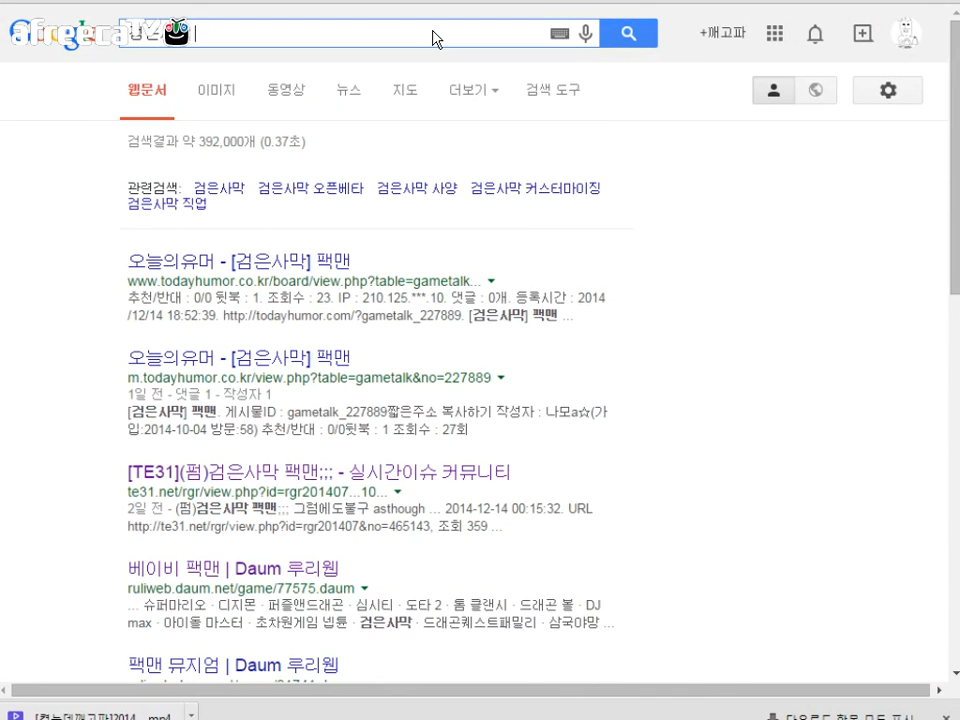 afreecaTV
+깨고파
웹문서 이미지 동영상 뉴스 지도 더보기 검색 도구
검색결과 약 392,000개 (0.37초)
관련검색: 검은사막 검은사막 오픈베타 검은사막 사양 검은사막 커스터마이징
검은사막 직업
오늘의유머 - [검은사막] 팩맨
www.todayhumor.co.kr/board/view.php?table=gametalk...
추천/반대 : 0/0 뒷북 : 1. 조회수 : 23. IP : 210.125.***.10. 댓글 : 0개. 등록시간 : 2014
/12/14 18:52:39. http://todayhumor.com/?gametalk_227889. [검은사막] 팩맨 ...
오늘의유머 - [검은사막] 팩맨
m.todayhumor.co.kr/view.php?table=gametalk&no=227889
1일 전 - 댓글 1 - 작성자 1
[검은사막] 팩맨. 게시물ID : gametalk_227889짧은주소 복사하기 작성자 : 나모a☆(가
입:2014-10-04 방문:58) 추천/반대 : 0/0뒷북 : 1 조회수 : 27회
[TE31](펌)검은사막 팩맨;;; - 실시간이슈 커뮤니티
te31.net/rgr/view.php?id=rgr201407...10...
2일 전 - (펌)검은사막 팩맨;;; 그럼에도불구 asthough ... 2014-12-14 00:15:32. URL
http://te31.net/rgr/view.php?id=rgr201407&no=465143, 조회 359 ...
베이비 팩맨 | Daum 루리웹
ruliweb.daum.net/game/77575.daum
... 슈퍼마리오 · 디지몬 · 퍼즐앤드래곤 · 심시티 · 도타 2 · 톰 클랜시 · 드래곤 볼 · DJ
max · 아이돌 마스터 · 초차원게임 넵튠 · 검은사막 · 드래곤퀘스트패밀리 · 삼국야망 ...
팩맨 뮤지엄 | Daum 루리웹